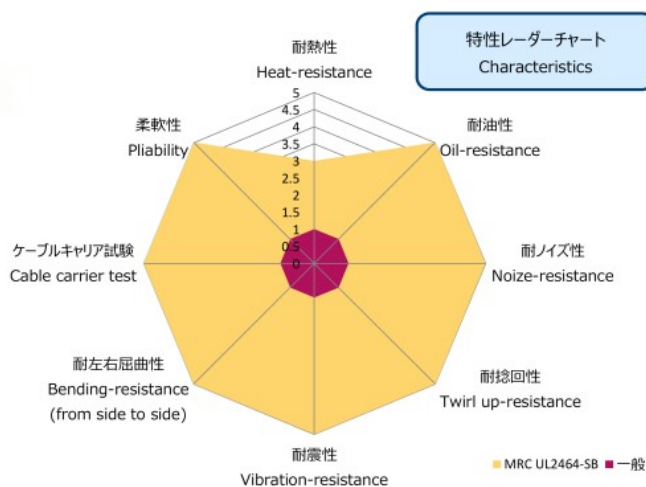 特性レーダーチャート
Characteristics
耐熱性
Heat-resistance
柔軟性
Pliability
耐油性
Oil-resistance
5
4.5
4
3.5
3
2.5
2
1.5
1
0.5
0
ケーブルキャリア試験
Cable carrier test
耐ノイズ性
Noize-resistance
耐左右屈曲性
Bending-resistance
(from side to side)
耐捻回性
Twirl up-resistance
耐震性
Vibration-resistance
MRC UL2464-SB 一般